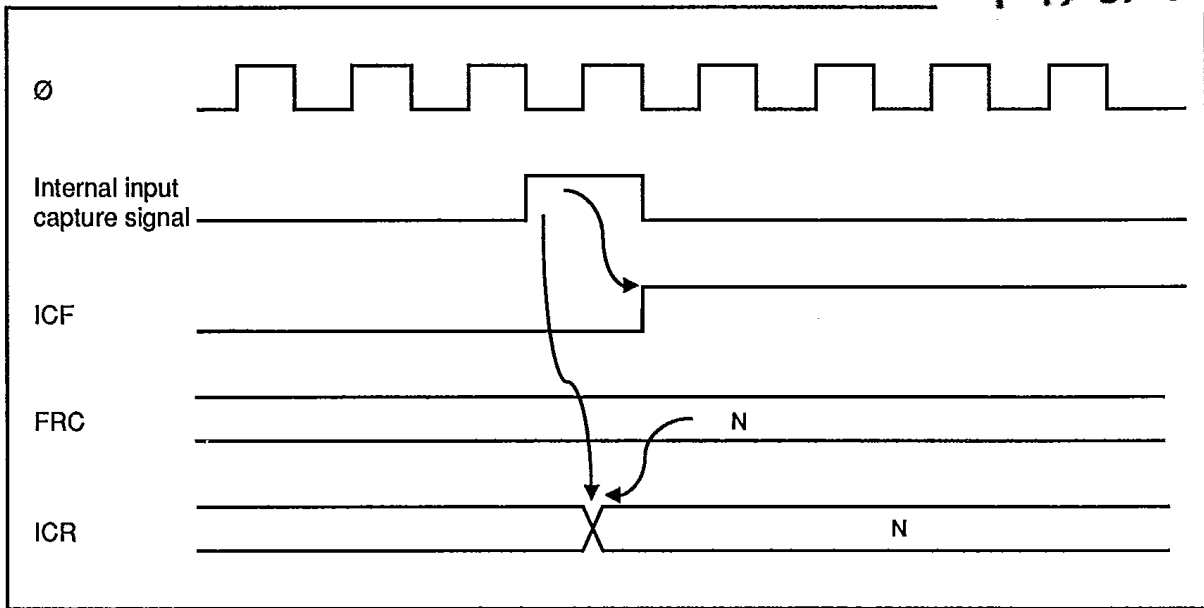 Ø
Internal input
capture signal
ICF
FRC
N
ICR
N